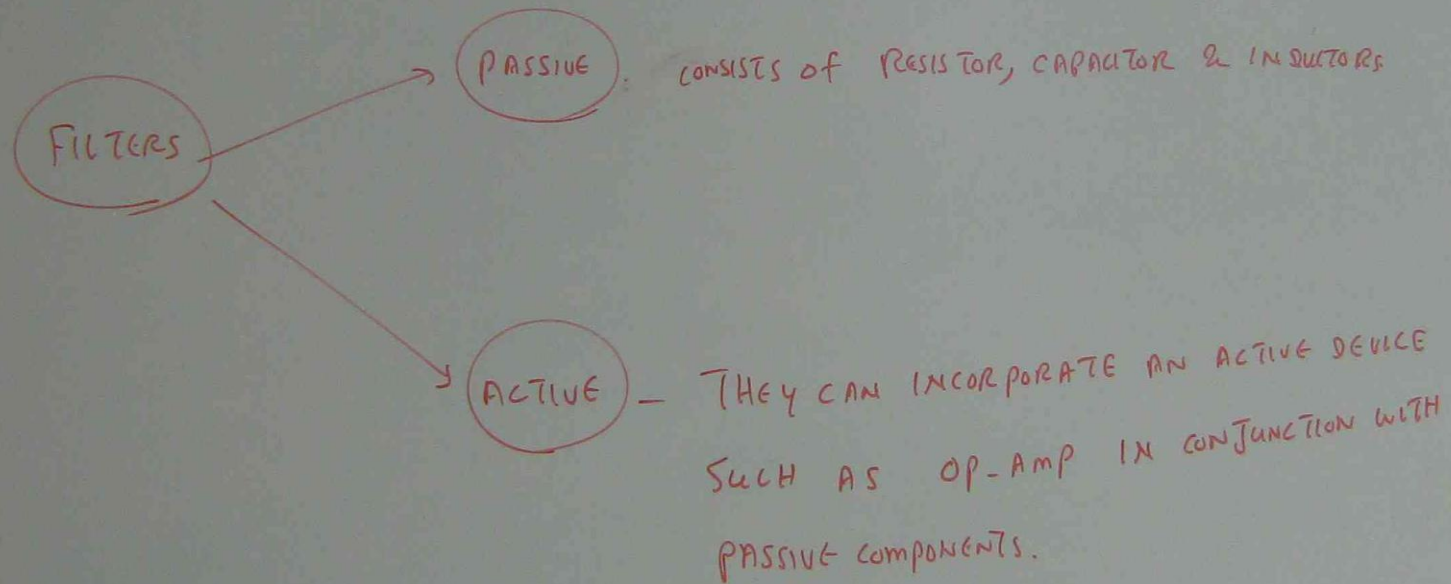 FILTERS
PASSIVE . CONSISTS of RESISTOR, CAPACITOR & INDUCTORS
ACTIVE - THEY CAN INCORPORATE AN ACTIVE DEVICE
SUCH AS OP-AMP IN CONJUNCTION WITH
PASSIVE COMPONENTS.